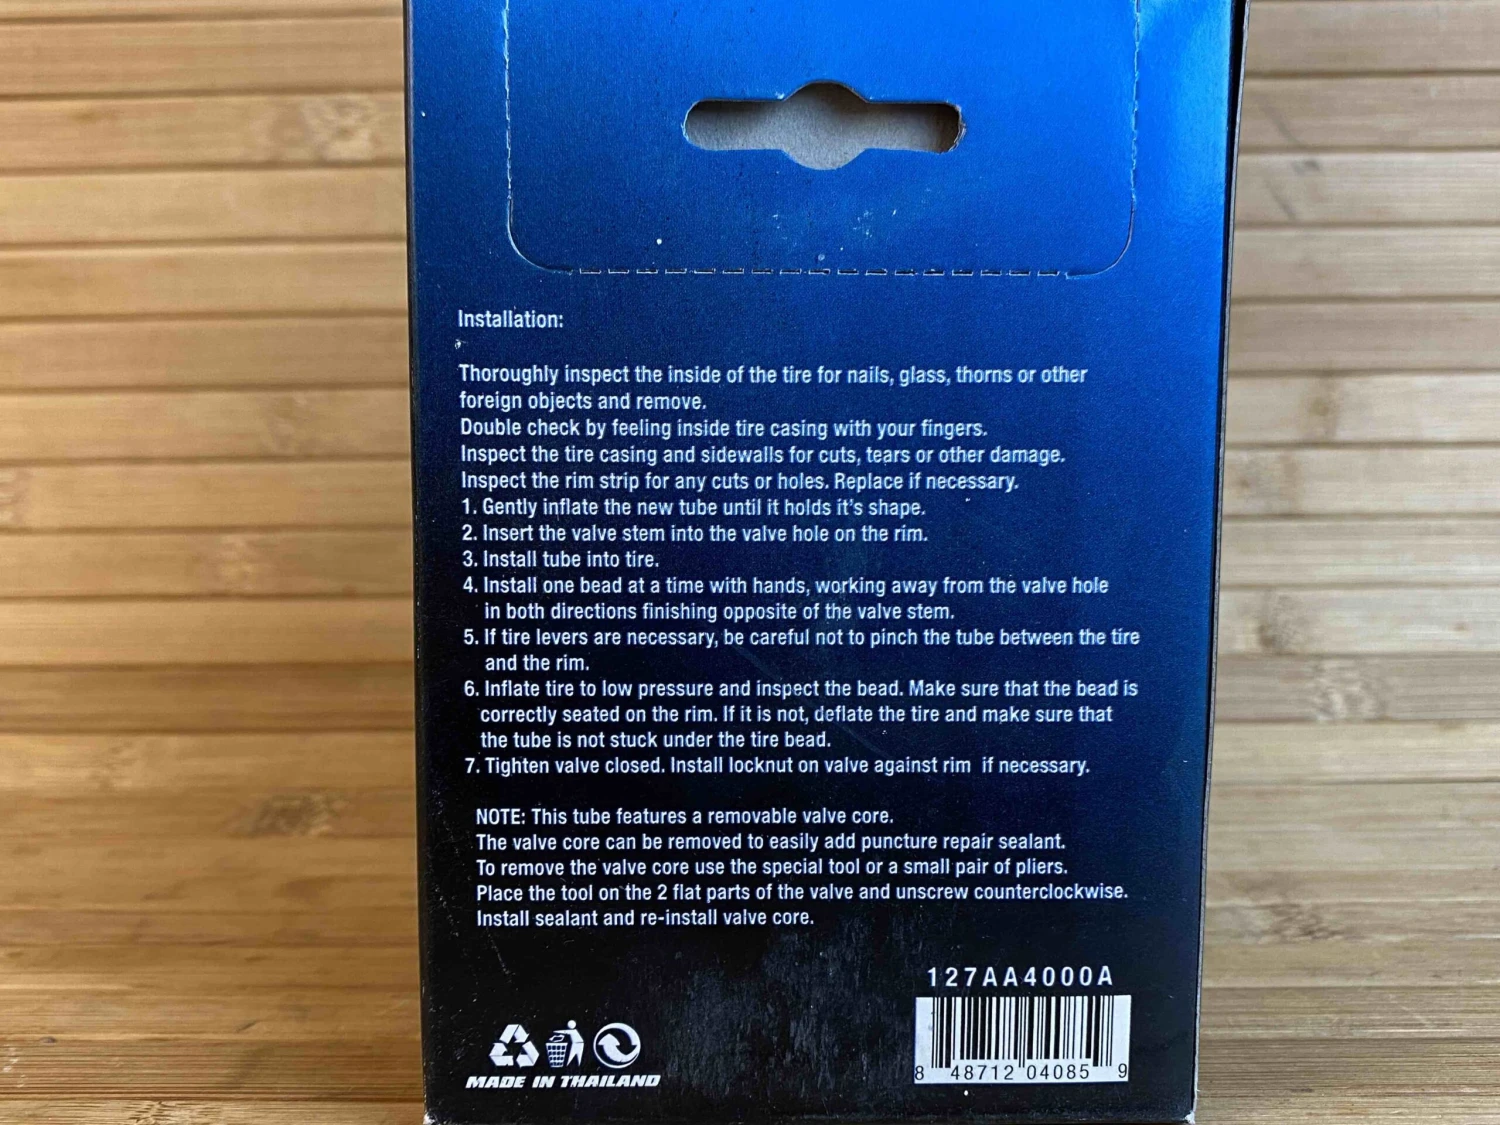 Installation:
Thoroughly inspect the inside of the tire for nails, glass, thorns or other
foreign objects and remove.
Double check by feeling inside tire casing with your fingers.
Inspect the tire casing and sidewalls for cuts, tears or other damage.
Inspect the rim strip for any cuts or holes. Replace if necessary.
1. Gently inflate the new tube until it holds it's shape.
2. Insert the valve stem into the valve hole on the rim.
3. Install tube into tire.
4. Install one bead at a time with hands, working away from the valve hole
in both directions finishing opposite of the valve stem.
5. If tire levers are necessary, be careful not to pinch the tube between the tire
and the rim.
6. Inflate tire to low pressure and inspect the bead. Make sure that the bead is
correctly seated on the rim. If it is not, deflate the tire and make sure that
the tube is not stuck under the tire bead.
7. Tighten valve closed. Install locknut on valve against rim if necessary.
NOTE: This tube features a removable valve core.
The valve core can be removed to easily add puncture repair sealant.
To remove the valve core use the special tool or a small pair of pliers.
Place the tool on the 2 flat parts of the valve and unscrew counterclockwise.
Install sealant and re-install valve core.
127AA4000A
8 48712 04085 9
MADE IN THAILAND